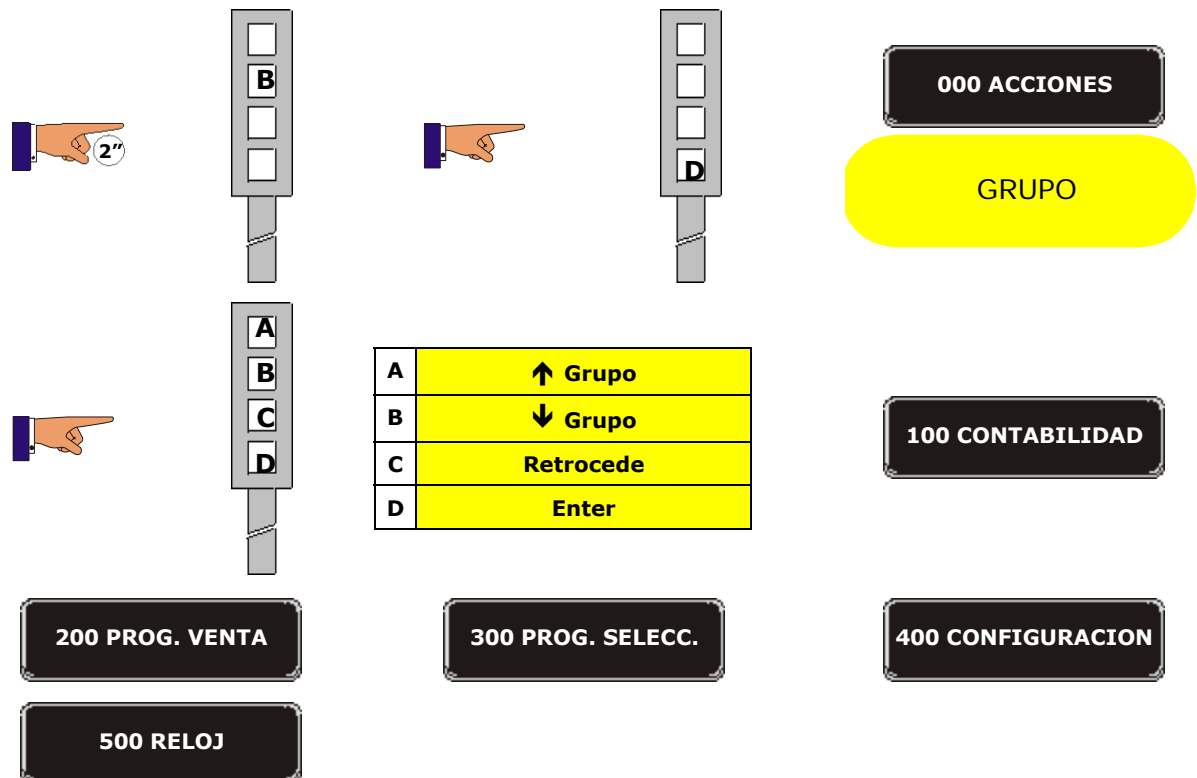 B
2”
D
000 ACCIONES
GRUPO
A
B
C
D
A ↑ Grupo
B ↓ Grupo
C Retrocede
D Enter
100 CONTABILIDAD
200 PROG. VENTA
300 PROG. SELECC.
400 CONFIGURACION
500 RELOJ